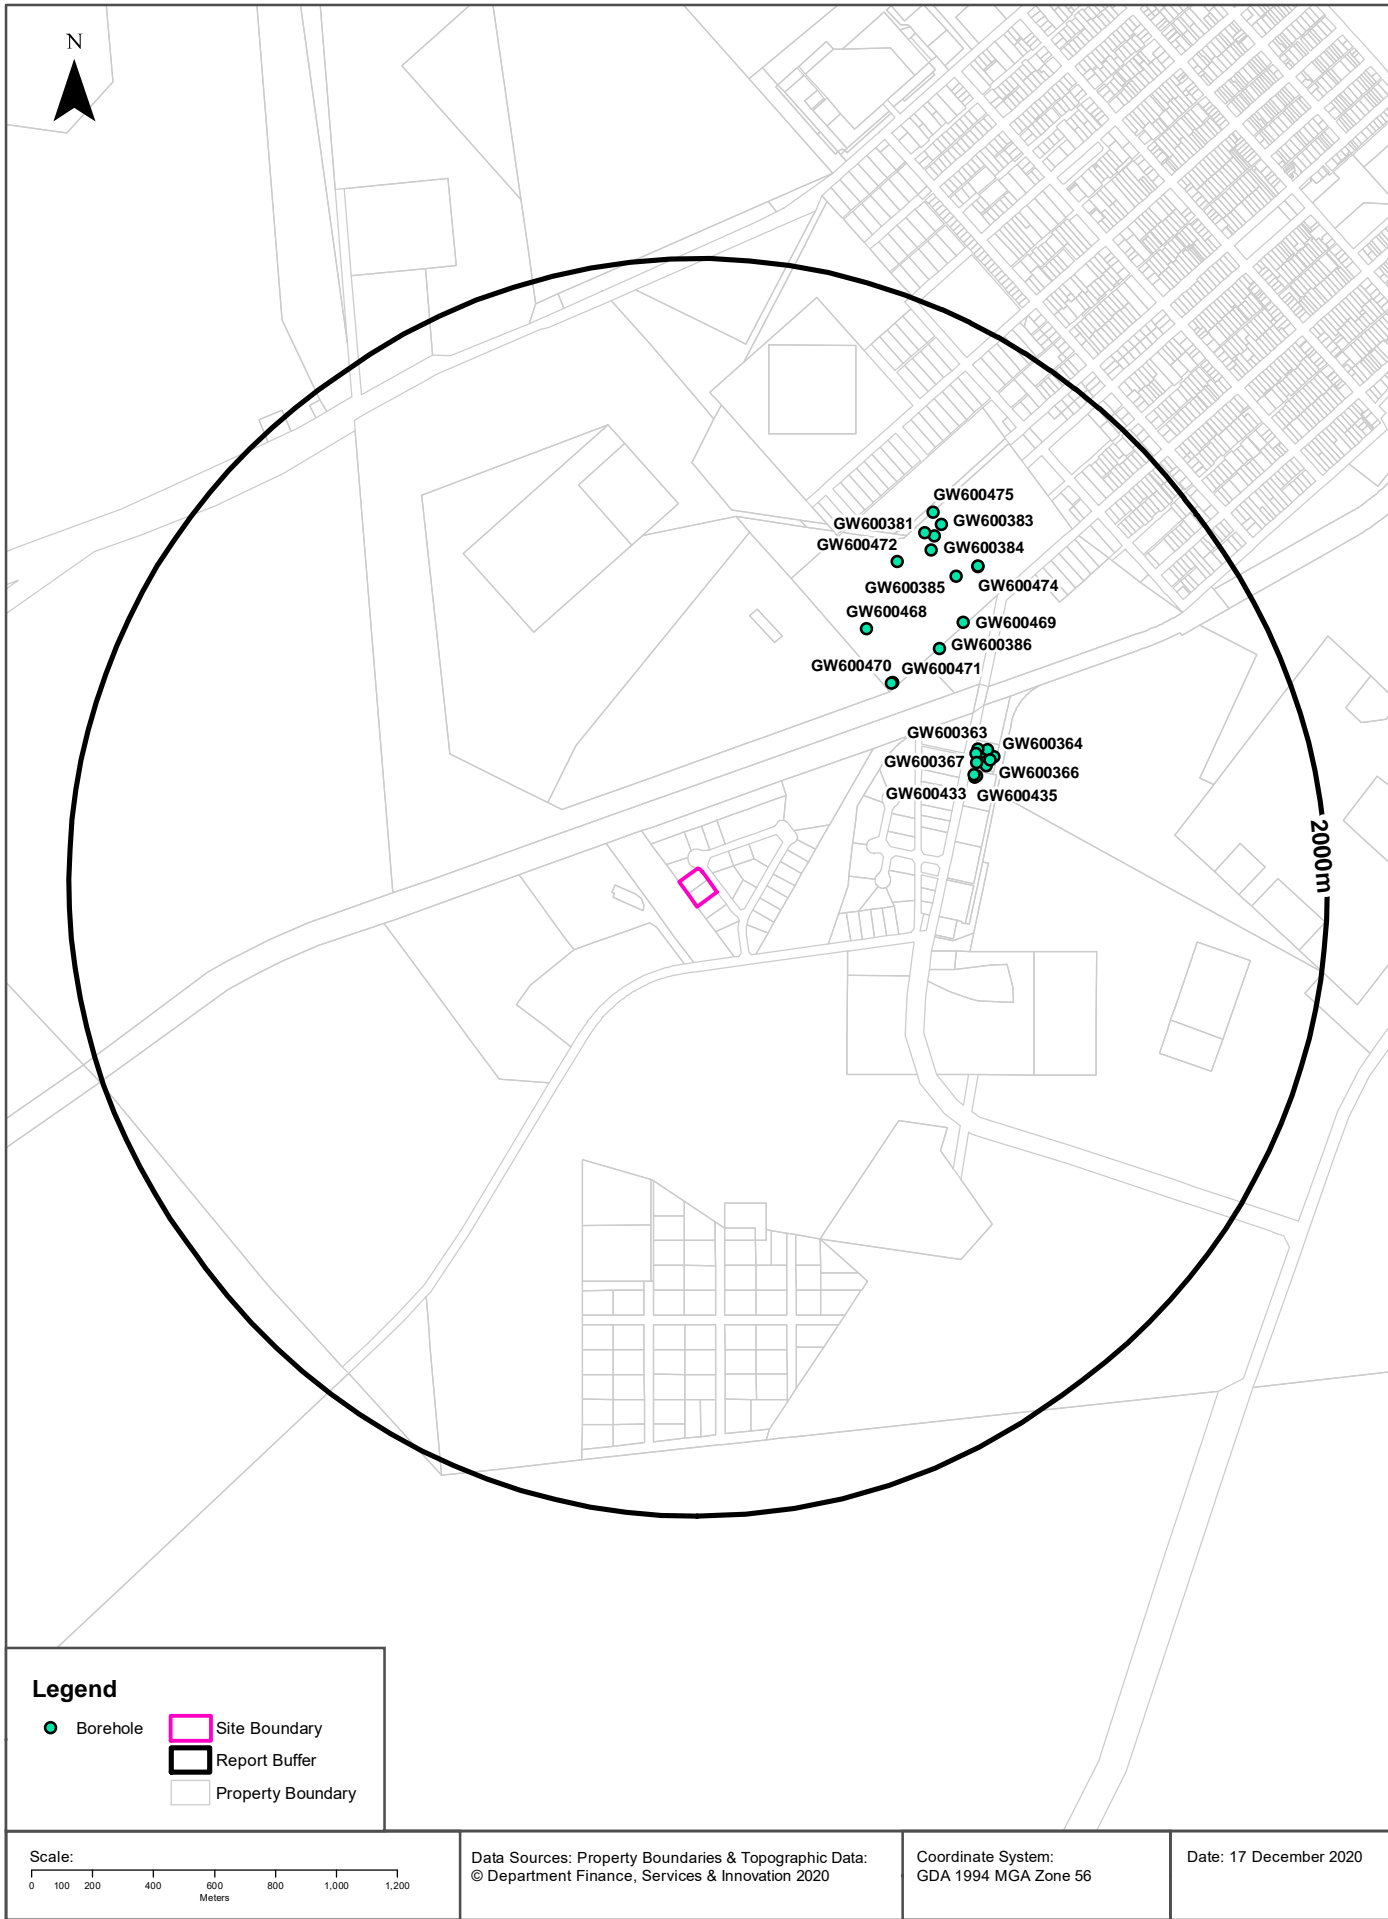 N
GW600475
GW600381
GW600383
GW600472
GW600384
GW600385
GW600474
GW600468
GW600469
GW600386
GW600470
GW600471
GW600363
GW600364
GW600367
GW600366
GW600433
GW600435
2000m
Legend
Borehole
Site Boundary
Report Buffer
Property Boundary
Scale:
0 100 200 400 600 800 1,000 1,200
Meters
Data Sources: Property Boundaries & Topographic Data:
© Department Finance, Services & Innovation 2020
Coordinate System:
GDA 1994 MGA Zone 56
Date: 17 December 2020